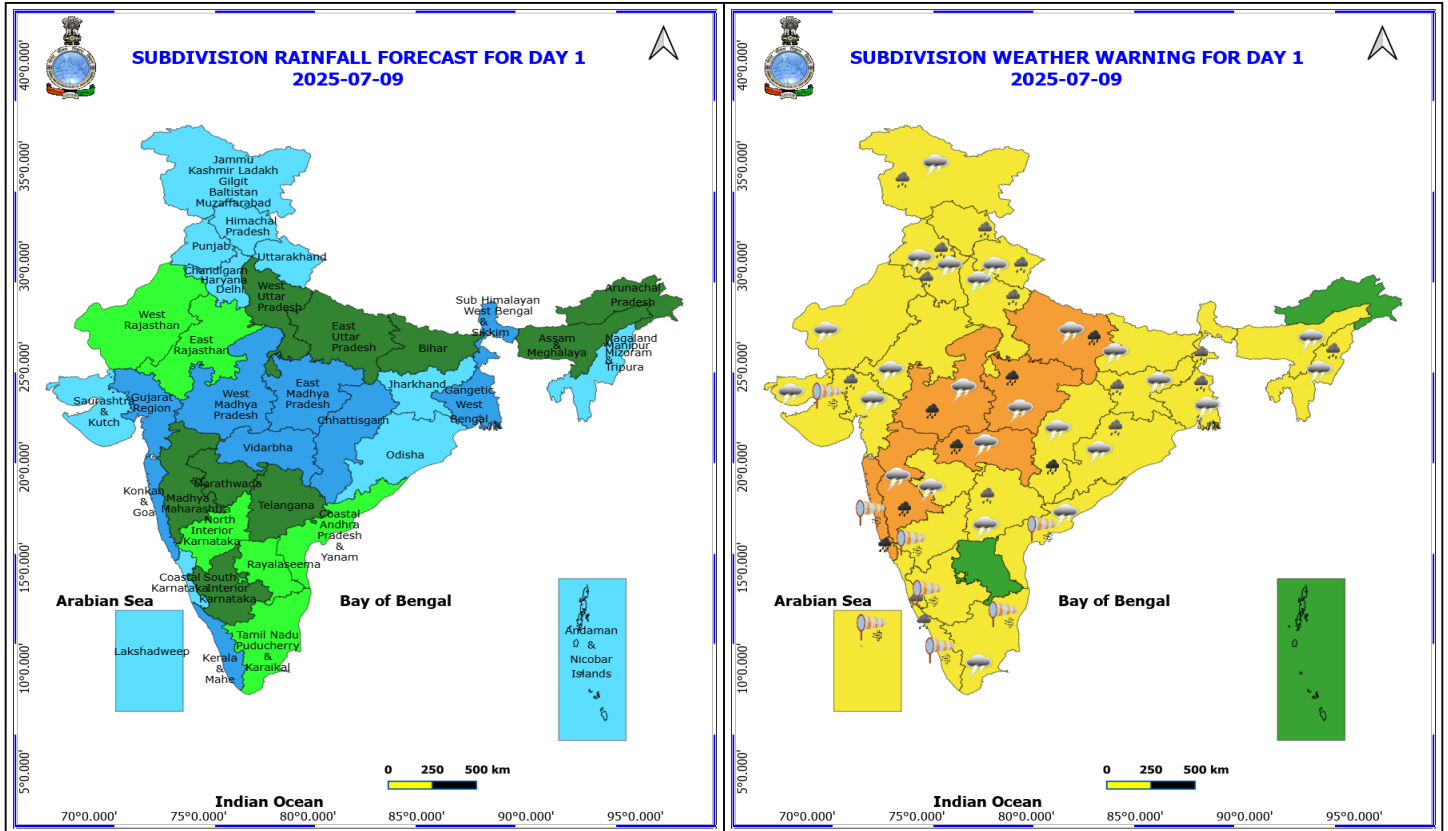 SUBDIVISION RAINFALL FORECAST FOR DAY 1
2025-07-09
40°0.000'
35°0.000'
30°0.000'
25°0.000'
20°0.000'
15°0.000'
10°0.000'
5°0.000'
Jammu
Kashmir Ladakh
Gilgit
Baltistan
Muzaffarabad
Himachal
Pradesh
Punjab
Uttarakhand
Chandigarh
Haryana
Delhi
West
Uttar
Pradesh
Arunachal
Pradesh
Sub Himalayan
West Bengal
&
Sikkim
West
Rajasthan
East
Rajasthan
East
Uttar
Pradesh
Bihar
Assam
&
Meghalaya
Nagaland
Manipur
Mizoram
&
Tripura
Saurashtra
&
Kutch
Gujarat
Region
West
Madhya
Pradesh
East
Madhya
Pradesh
Jharkhand
Gangetic
West
Bengal
Chhattisgarh
Vidarbha
Odisha
Konkan
&
Goa
Madhya
Maharashtra
Marathwada
Telangana
North
Interior
Karnataka
Coastal
Andhra
Pradesh
&
Yanam
Rayalaseema
Coastal
Karnataka
South
Interior
Karnataka
Arabian Sea
Bay of Bengal
Lakshadweep
Kerala
&
Mahe
Tamil Nadu
Puducherry
&
Karaikal
Andaman
&
Nicobar
Islands
0 250 500 km
Indian Ocean
70°0.000' 75°0.000' 80°0.000' 85°0.000' 90°0.000' 95°0.000'
SUBDIVISION WEATHER WARNING FOR DAY 1
2025-07-09
40°0.000'
35°0.000'
30°0.000'
25°0.000'
20°0.000'
15°0.000'
10°0.000'
5°0.000'
Arabian Sea
Bay of Bengal
0 250 500 km
Indian Ocean
70°0.000' 75°0.000' 80°0.000' 85°0.000' 90°0.000' 95°0.000'